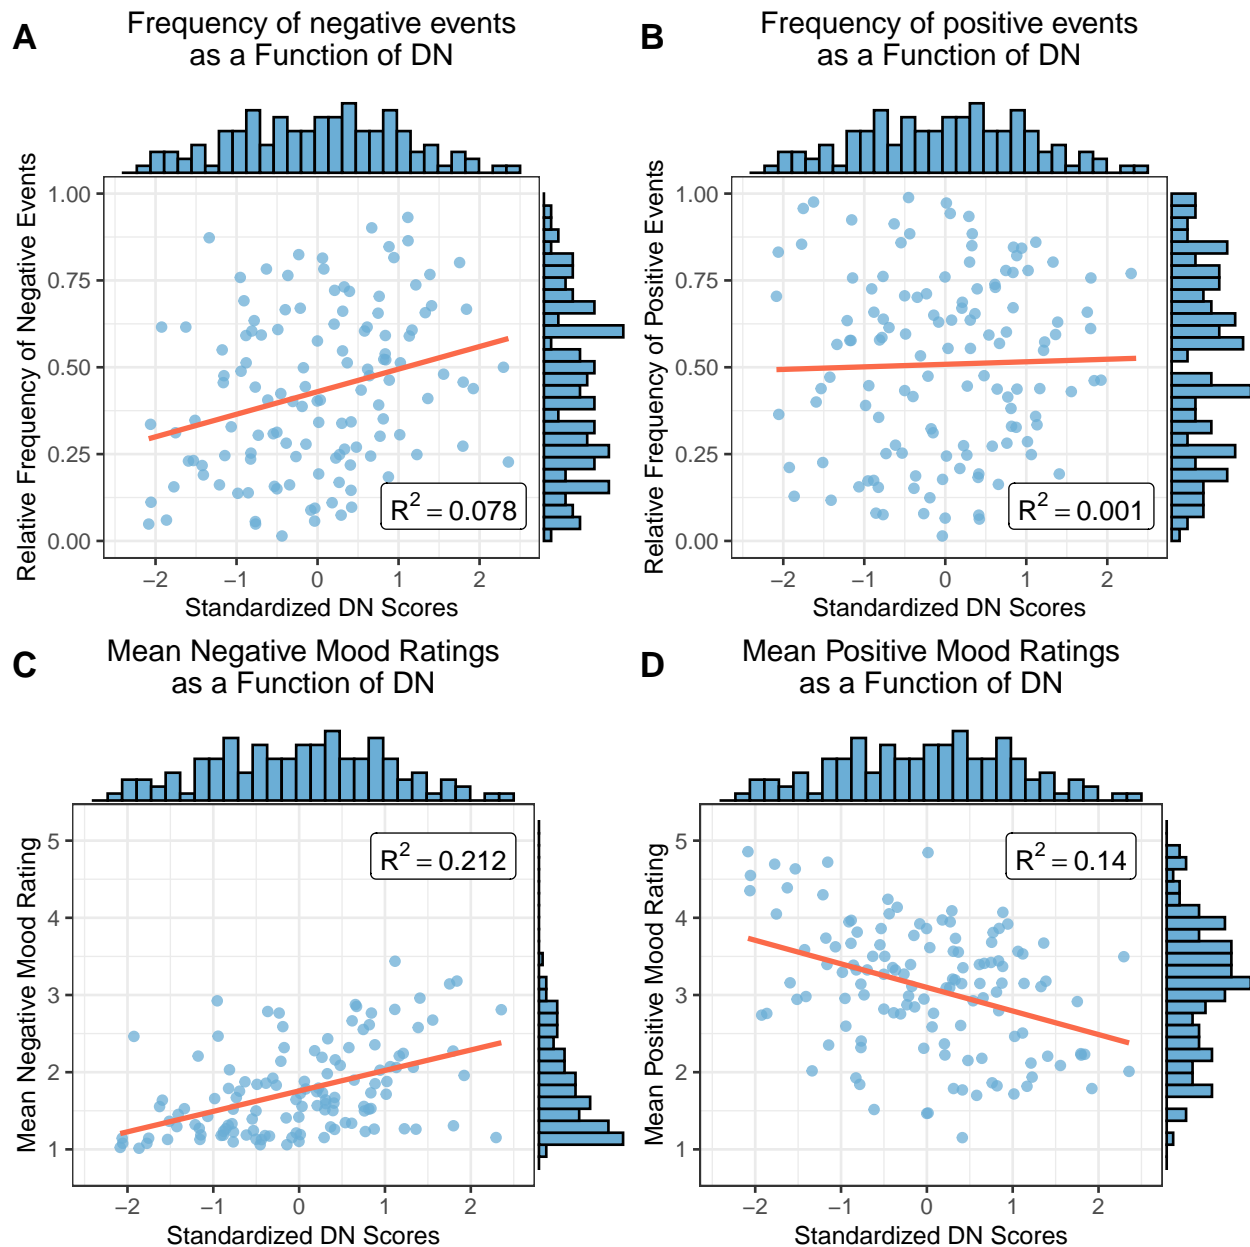 A
Frequency of negative events
as a Function of DN
Relative Frequency of Negative Events
1.00
0.75
0.50
0.25
0.00
R² = 0.078
−2 −1 0 1 2
Standardized DN Scores
B
Frequency of positive events
as a Function of DN
Relative Frequency of Positive Events
1.00
0.75
0.50
0.25
0.00
R² = 0.001
−2 −1 0 1 2
Standardized DN Scores
C
Mean Negative Mood Ratings
as a Function of DN
Mean Negative Mood Rating
5
4
3
2
1
R² = 0.212
−2 −1 0 1 2
Standardized DN Scores
D
Mean Positive Mood Ratings
as a Function of DN
Mean Positive Mood Rating
5
4
3
2
1
R² = 0.14
−2 −1 0 1 2
Standardized DN Scores